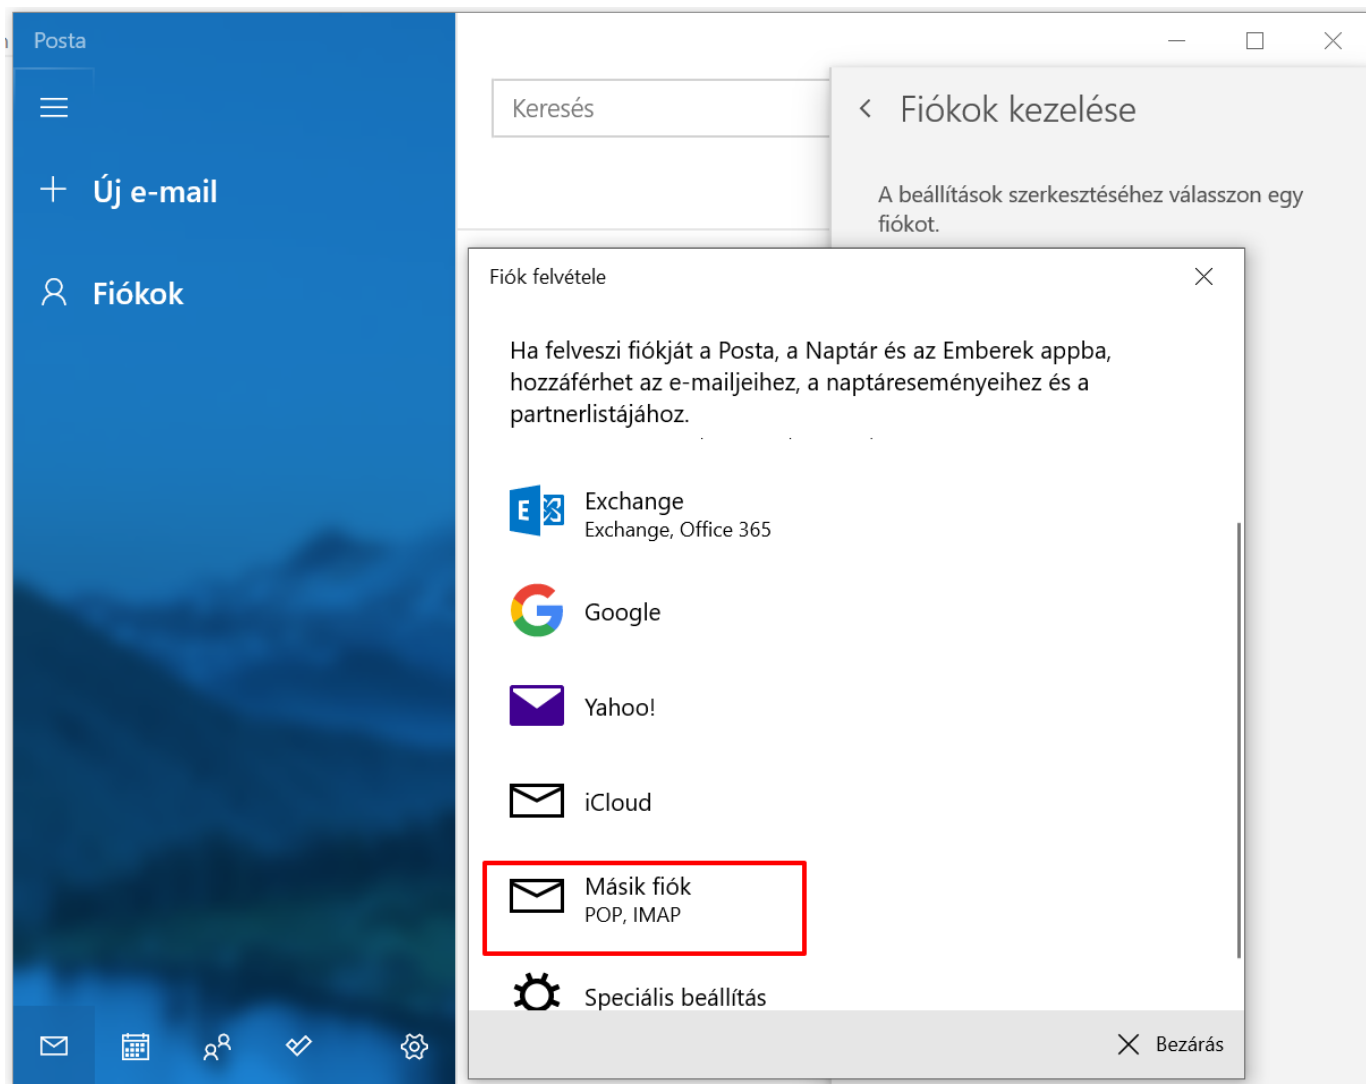 Posta
Új e-mail
Fiókok
Keresés
Fiókok kezelése
A beállítások szerkesztéséhez válasszon egy
fiókot.
Fiók felvétele
Ha felveszi fiókját a Posta, a Naptár és az Emberek appba,
hozzáférhet az e-mailjeihez, a naptáreseményeihez és a
partnerlistájához.
Exchange
Exchange, Office 365
Google
Yahoo!
iCloud
Másik fiók
POP, IMAP
Speciális beállítás
Bezárás